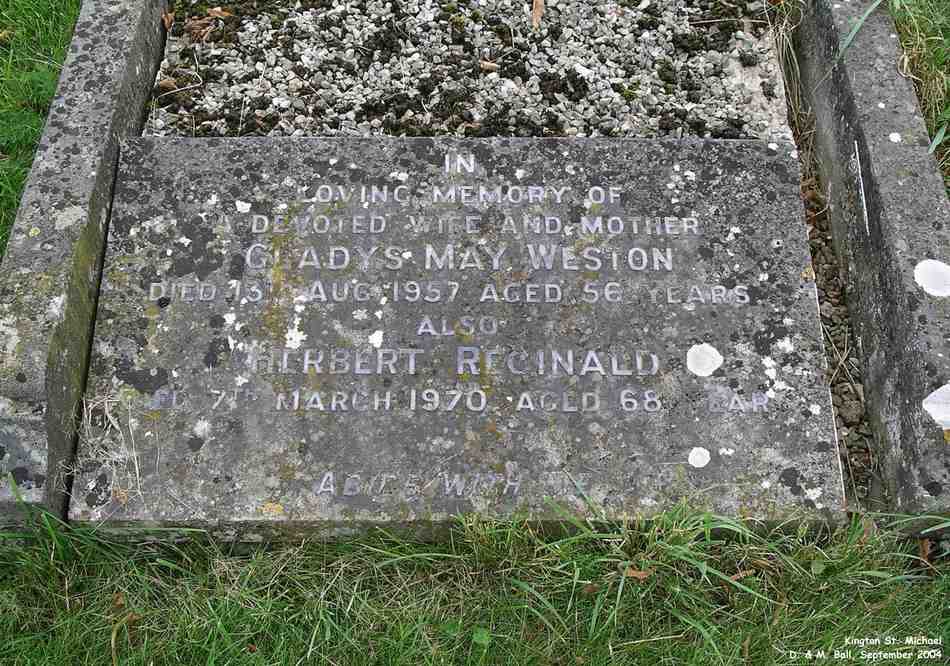 IN
LOVING MEMORY OF
A DEVOTED WIFE AND MOTHER
GLADYS MAY WESTON
DIED 13TH AUG 1957 AGED 56 YEARS
ALSO
HERBERT REGINALD
7TH MARCH 1970 AGED 68
ABIDE WITH
Kington St. Michael
D. & M. Ball, September 2004